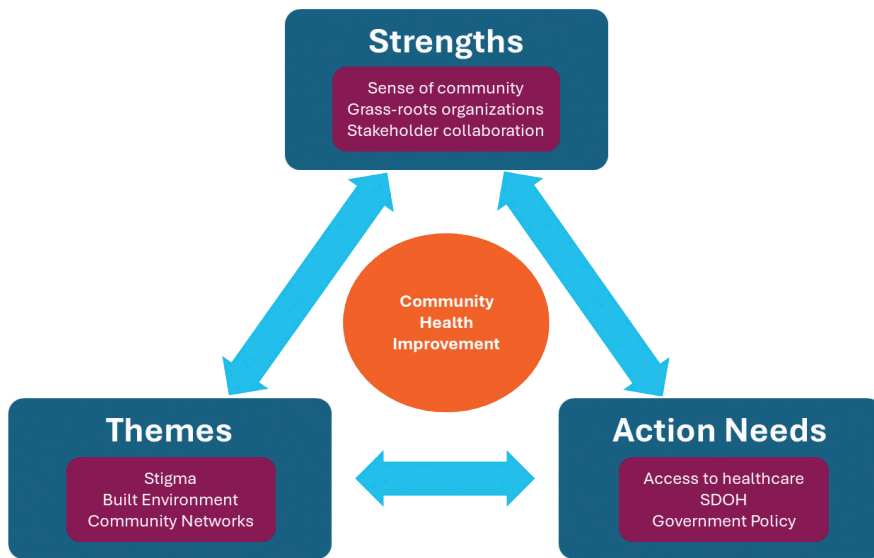 Strengths
Sense of community
Grass-roots organizations
Stakeholder collaboration
Community
Health
Improvement
Themes
Stigma
Built Environment
Community Networks
Action Needs
Access to healthcare
SDOH
Government Policy